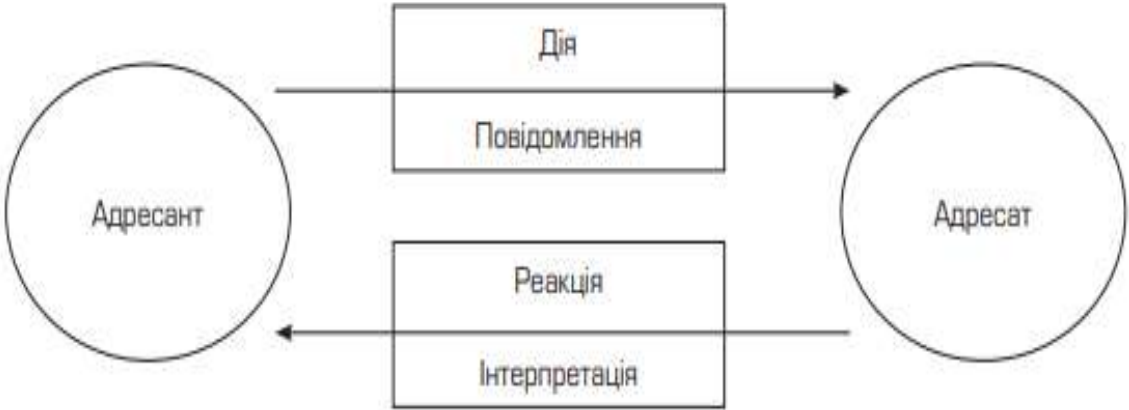 Дія
Повідомлення
Адресант
Адресат
Реакція
Інтерпретація